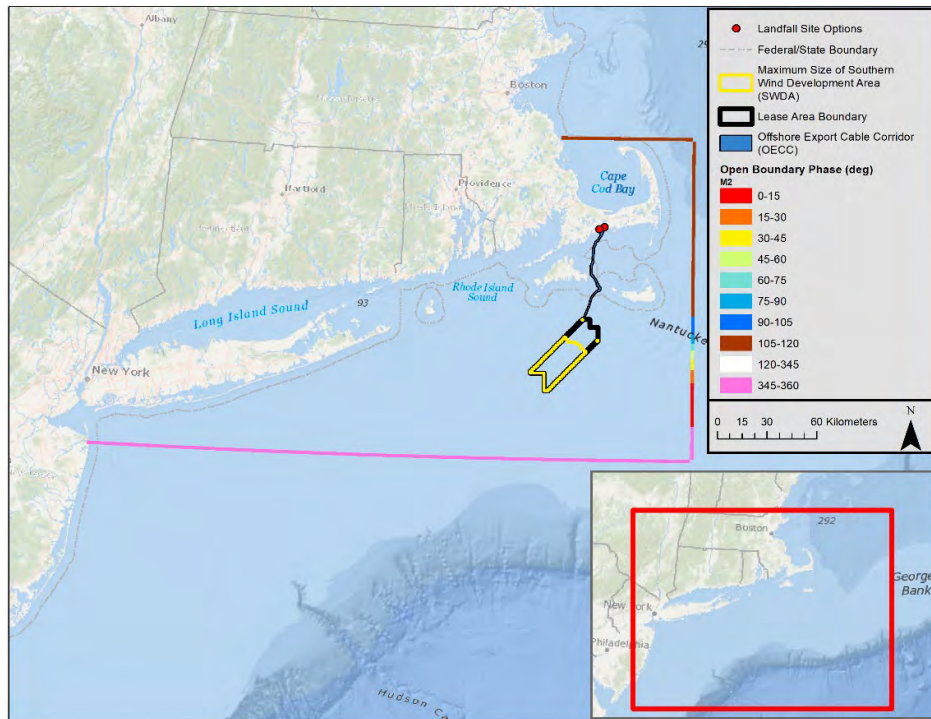 Albany
Boston
Hartford
Providence
Cape
Cod Bay
93
Rhode Island
Sound
Long Island Sound
Nantucke
New York
Hudson Ca
Landfall Site Options
Federal/State Boundary
Maximum Size of Southern
Wind Development Area
(SWDA)
Lease Area Boundary
Offshore Export Cable Corridor
(OECC)
Open Boundary Phase (deg)
M2
0-15
15-30
30-45
45-60
60-75
75-90
90-105
105-120
120-345
345-360
N
0 15 30 60 Kilometers
Boston
292
George
Bank
New York
Philadelphia